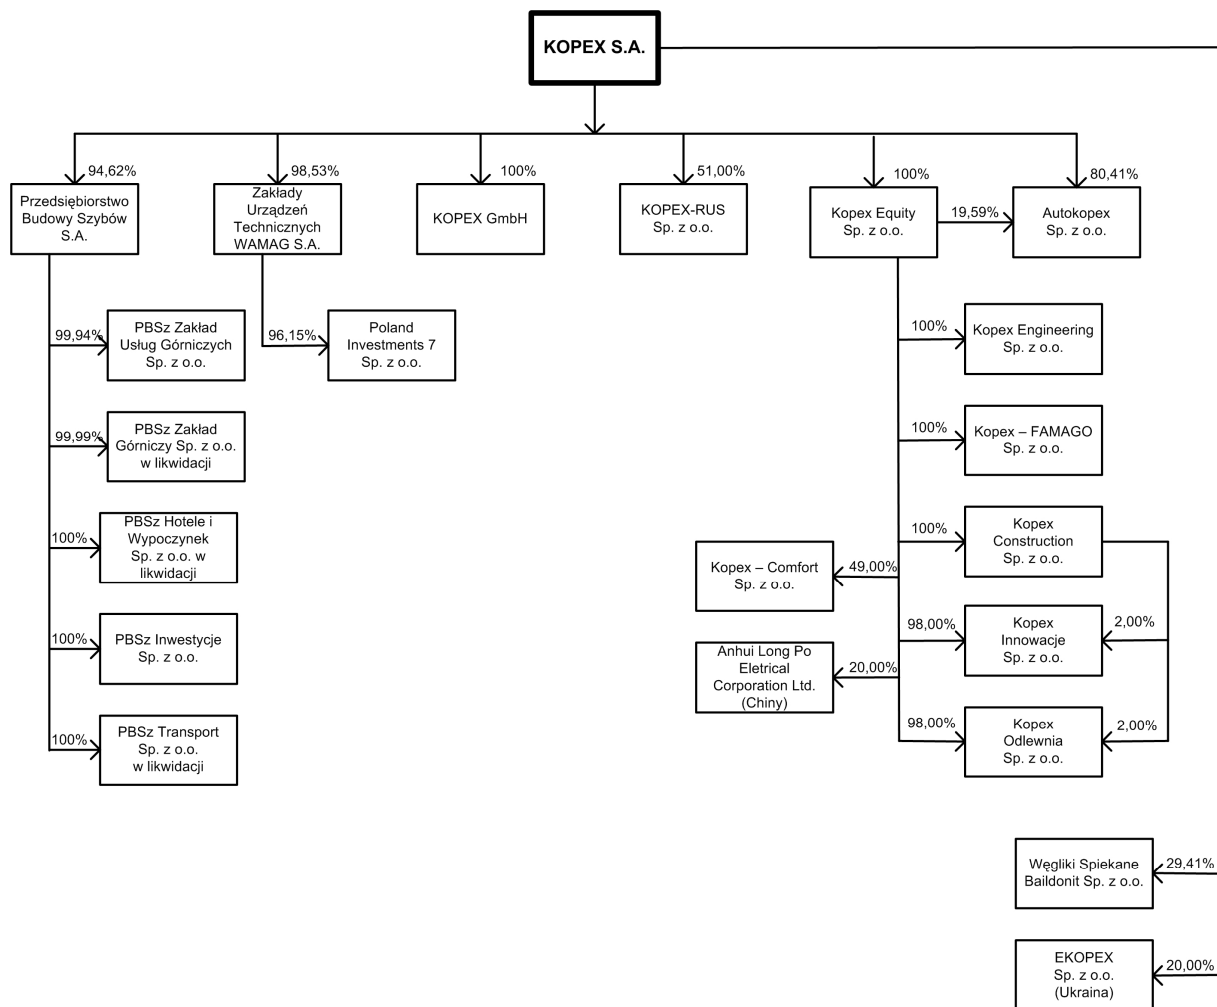 KOPEX S.A.
94,62%
98,53%
100%
51,00%
100%
80,41%
Przedsiębiorstwo
Budowy Szybów
S.A.
Zakłady
Urządzeń
Technicznych
WAMAG S.A.
KOPEX GmbH
KOPEX-RUS
Sp. z o.o.
Kopex Equity
Sp. z o.o.
19,59%
Autokopex
Sp. z o.o.
99,94%
PBSz Zakład
Usług Górniczych
Sp. z o.o.
96,15%
Poland
Investments 7
Sp. z o.o.
100%
Kopex Engineering
Sp. z o.o.
99,99%
PBSz Zakład
Górniczy Sp. z o.o.
w likwidacji
100%
Kopex – FAMAGO
Sp. z o.o.
100%
PBSz Hotele i
Wypoczynek
Sp. z o.o. w
likwidacji
100%
Kopex
Construction
Sp. z o.o.
Kopex – Comfort
Sp. z o.o.
49,00%
100%
PBSz Inwestycje
Sp. z o.o.
98,00%
Kopex
Innowacje
Sp. z o.o.
2,00%
Anhui Long Po
Eletrical
Corporation Ltd.
(Chiny)
20,00%
100%
PBSz Transport
Sp. z o.o.
w likwidacji
98,00%
Kopex
Odlewnia
Sp. z o.o.
2,00%
Węgliki Spiekane
Baildonit Sp. z o.o.
29,41%
EKOPEX
Sp. z o.o.
(Ukraina)
20,00%